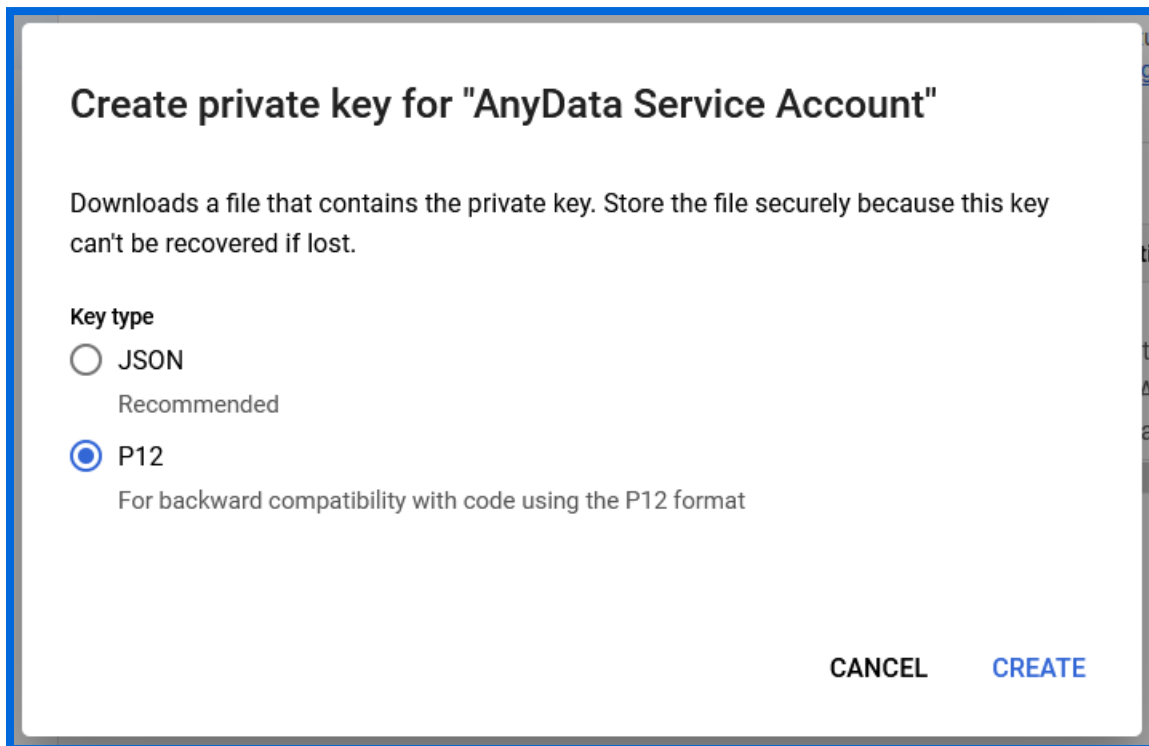 Create private key for "AnyData Service Account"
Downloads a file that contains the private key. Store the file securely because this key
can't be recovered if lost.
Key type
JSON
Recommended
P12
For backward compatibility with code using the P12 format
CANCEL
CREATE